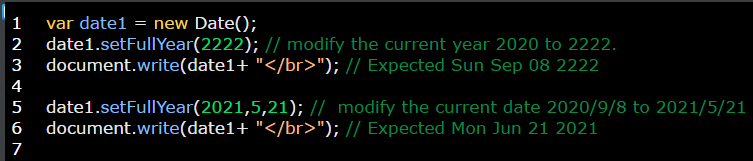 1 var date1 = new Date();
2 date1.setFullYear(2222); // modify the current year 2020 to 2222.
3 document.write(date1+ "</br>"); // Expected Sun Sep 08 2222
4
5 date1.setFullYear(2021,5,21); //  modify the current date 2020/9/8 to 2021/5/21
6 document.write(date1+ "</br>"); // Expected Mon Jun 21 2021
7